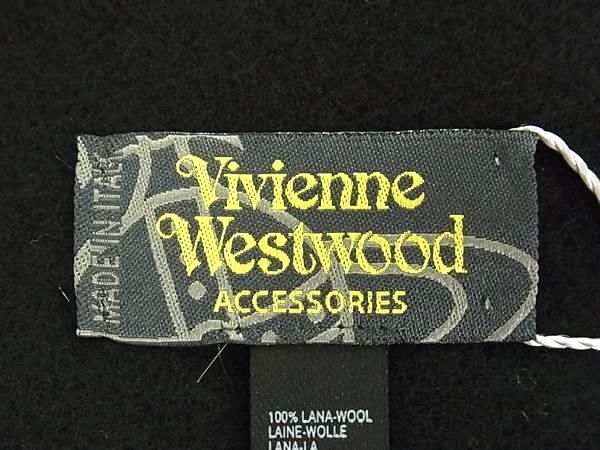 MADE IN ITALY
Vivienne
Westwood
ACCESSORIES
100% LANA-WOOL
LAINE-WOLLE
LANA-LA